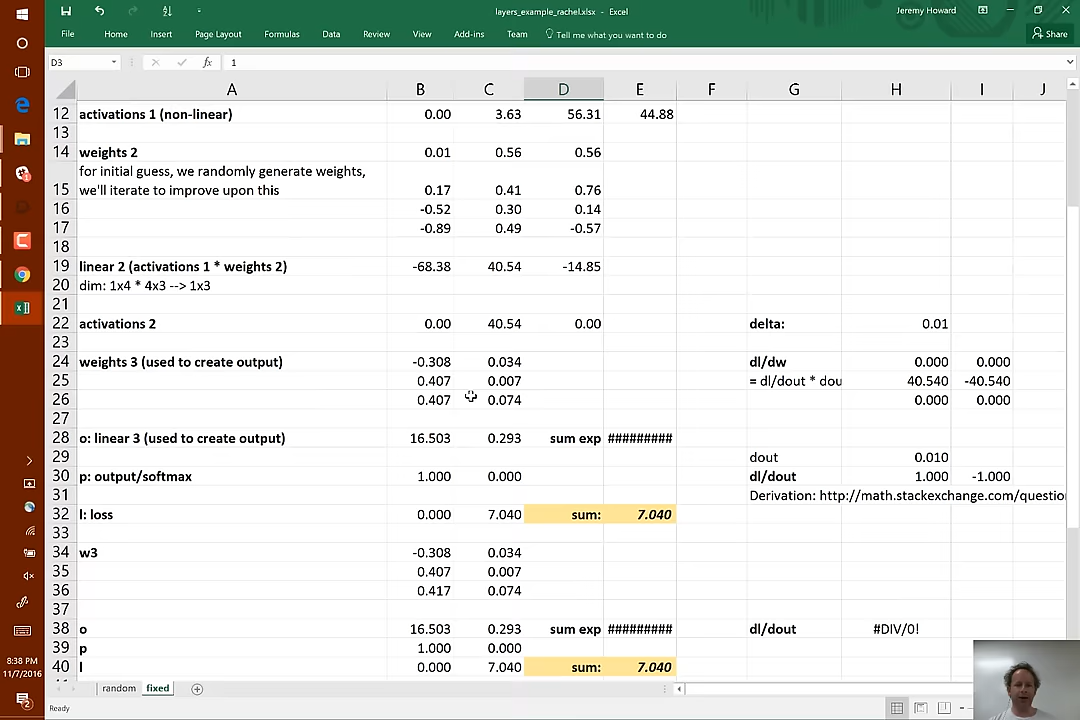 layers_example_rachel.xlsx - Excel
Jeremy Howard
File Home Insert Page Layout Formulas Data Review View Add-ins Team Tell me what you want to do Share
D3 fx 1
A B C D E F G H I J
12 activations 1 (non-linear) 0.00 3.63 56.31 44.88
13
14 weights 2 0.01 0.56 0.56
for initial guess, we randomly generate weights,
15 we'll iterate to improve upon this 0.17 0.41 0.76
16 -0.52 0.30 0.14
17 -0.89 0.49 -0.57
18
19 linear 2 (activations 1 * weights 2) -68.38 40.54 -14.85
20 dim: 1x4 * 4x3 --> 1x3
21
22 activations 2 0.00 40.54 0.00 delta: 0.01
23
24 weights 3 (used to create output) -0.308 0.034 dl/dw 0.000 0.000
25 0.407 0.007 = dl/dout * dou 40.540 -40.540
26 0.407 0.074 0.000 0.000
27
28 o: linear 3 (used to create output) 16.503 0.293 sum exp #########
29 dout 0.010
30 p: output/softmax 1.000 0.000 dl/dout 1.000 -1.000
31 Derivation: http://math.stackexchange.com/questio
32 l: loss 0.000 7.040 sum: 7.040
33
34 w3 -0.308 0.034
35 0.407 0.007
36 0.417 0.074
37
38 o 16.503 0.293 sum exp ######### dl/dout #DIV/0!
39 p 1.000 0.000
40 l 0.000 7.040 sum: 7.040
random fixed
Ready
8:38 PM
11/7/2016
2